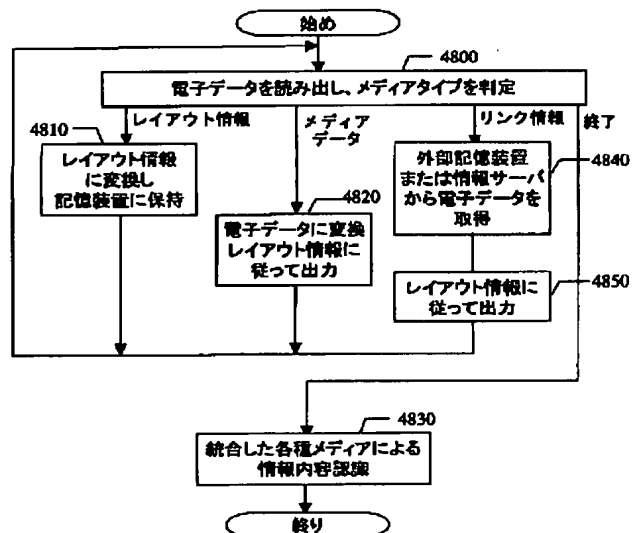 始め
4800
電子データを読み出し、メディアタイプを判定
4810
レイアウト情報
メディア
データ
リンク情報
終了
レイアウト情報
に変換し
記憶装置に保持
4820
電子データに変換
レイアウト情報に
従って出力
外部記憶装置
または情報サーバ
から電子データを
取得
4840
レイアウト情報に
従って出力
4850
4830
統合した各種メディアによる
情報内容認識
終り